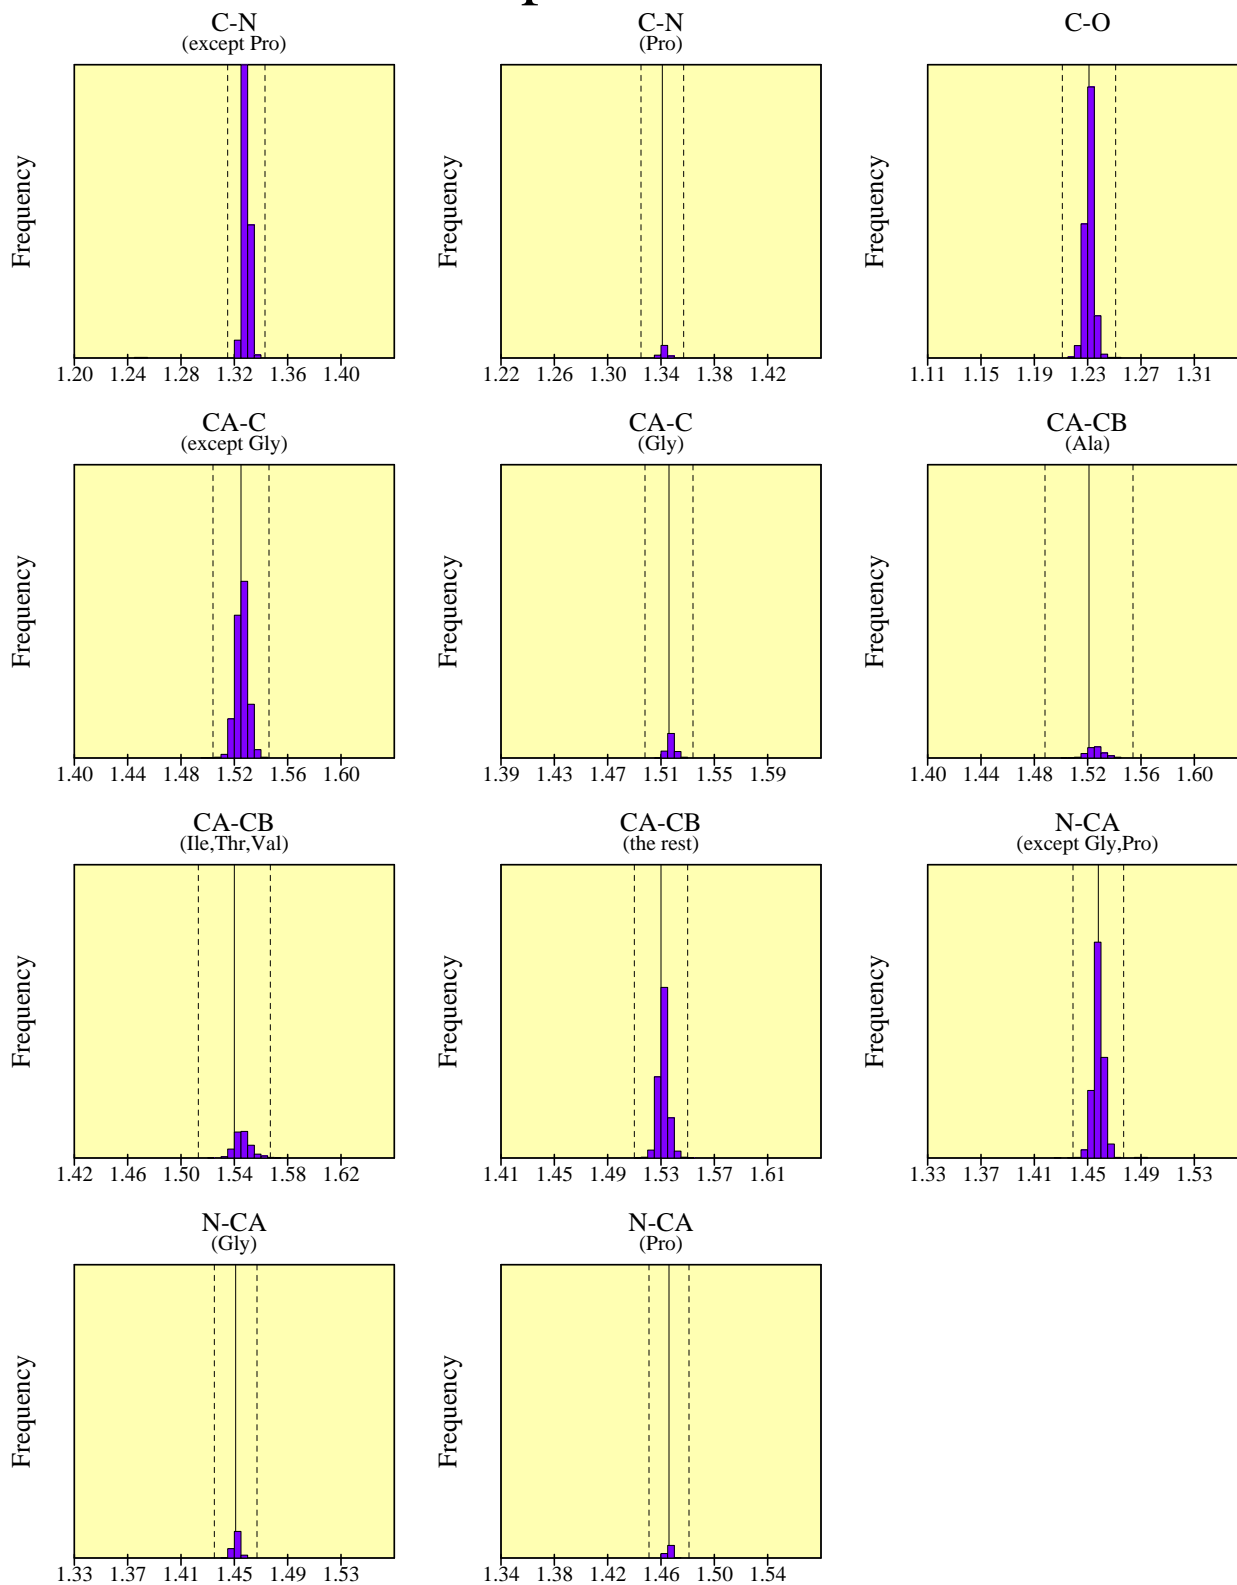 C-N C-N C-O
(except Pro) (Pro)
Frequency Frequency Frequency
1.20 1.24 1.28 1.32 1.36 1.40 1.22 1.26 1.30 1.34 1.38 1.42 1.11 1.15 1.19 1.23 1.27 1.31
CA-C CA-C CA-CB
(except Gly) (Gly) (Ala)
Frequency Frequency Frequency
1.40 1.44 1.48 1.52 1.56 1.60 1.39 1.43 1.47 1.51 1.55 1.59 1.40 1.44 1.48 1.52 1.56 1.60
CA-CB CA-CB N-CA
(Ile,Thr,Val) (the rest) (except Gly,Pro)
Frequency Frequency Frequency
1.42 1.46 1.50 1.54 1.58 1.62 1.41 1.45 1.49 1.53 1.57 1.61 1.33 1.37 1.41 1.45 1.49 1.53
N-CA N-CA
(Gly) (Pro)
Frequency Frequency
1.33 1.37 1.41 1.45 1.49 1.53 1.34 1.38 1.42 1.46 1.50 1.54